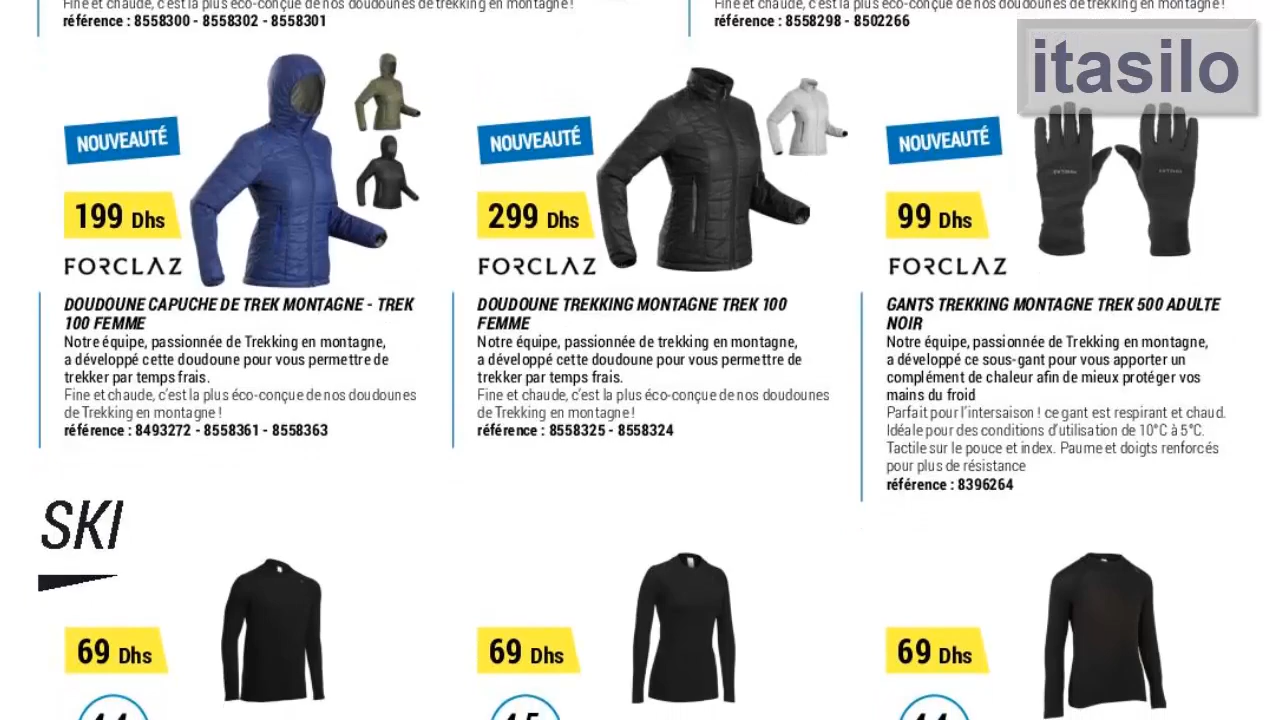 Fine et chaude, c'est la plus éco-conçue de nos doudounes de trekking en montagne !
référence : 8558300 - 8558302 - 8558301
Fine et chaude, c'est la plus éco-conçue de nos doudounes de trekking en montagne !
référence : 8558298 - 8502266
itasilo
NOUVEAUTÉ
199 Dhs
FORCLAZ
DOUDOUNE CAPUCHE DE TREK MONTAGNE - TREK
100 FEMME
Notre équipe, passionnée de Trekking en montagne,
a développé cette doudoune pour vous permettre de
trekker par temps frais.
Fine et chaude, c'est la plus éco-conçue de nos doudounes
de Trekking en montagne !
référence : 8493272 - 8558361 - 8558363
NOUVEAUTÉ
299 Dhs
FORCLAZ
DOUDOUNE TREKKING MONTAGNE TREK 100
FEMME
Notre équipe, passionnée de trekking en montagne,
a développé cette doudoune pour vous permettre de
trekker par temps frais.
Fine et chaude, c'est la plus éco-conçue de nos doudounes
de Trekking en montagne !
référence : 8558325 - 8558324
NOUVEAUTÉ
99 Dhs
FORCLAZ
GANTS TREKKING MONTAGNE TREK 500 ADULTE
NOIR
Notre équipe, passionnée de Trekking en montagne,
a développé ce sous-gant pour vous apporter un
complément de chaleur afin de mieux protéger vos
mains du froid
Parfait pour l'intersaison ! ce gant est respirant et chaud.
Idéale pour des conditions d'utilisation de 10°C à 5°C.
Tactile sur le pouce et index. Paume et doigts renforcés
pour plus de résistance
référence : 8396264
SKI
69 Dhs
69 Dhs
69 Dhs
4.4
4.5
4.4